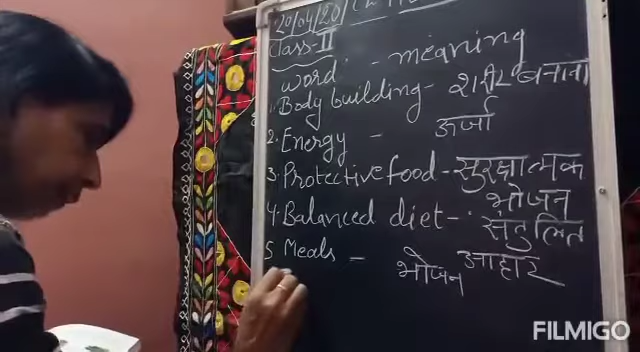 20/04/20
Class-II
word - meaning
1. Body building - शरीर बनाना
2. Energy - ऊर्जा
3. Protective food - सुरक्षात्मक भोजन
4. Balanced diet - संतुलित आहार
5 Meals - भोजन
FILMIGO